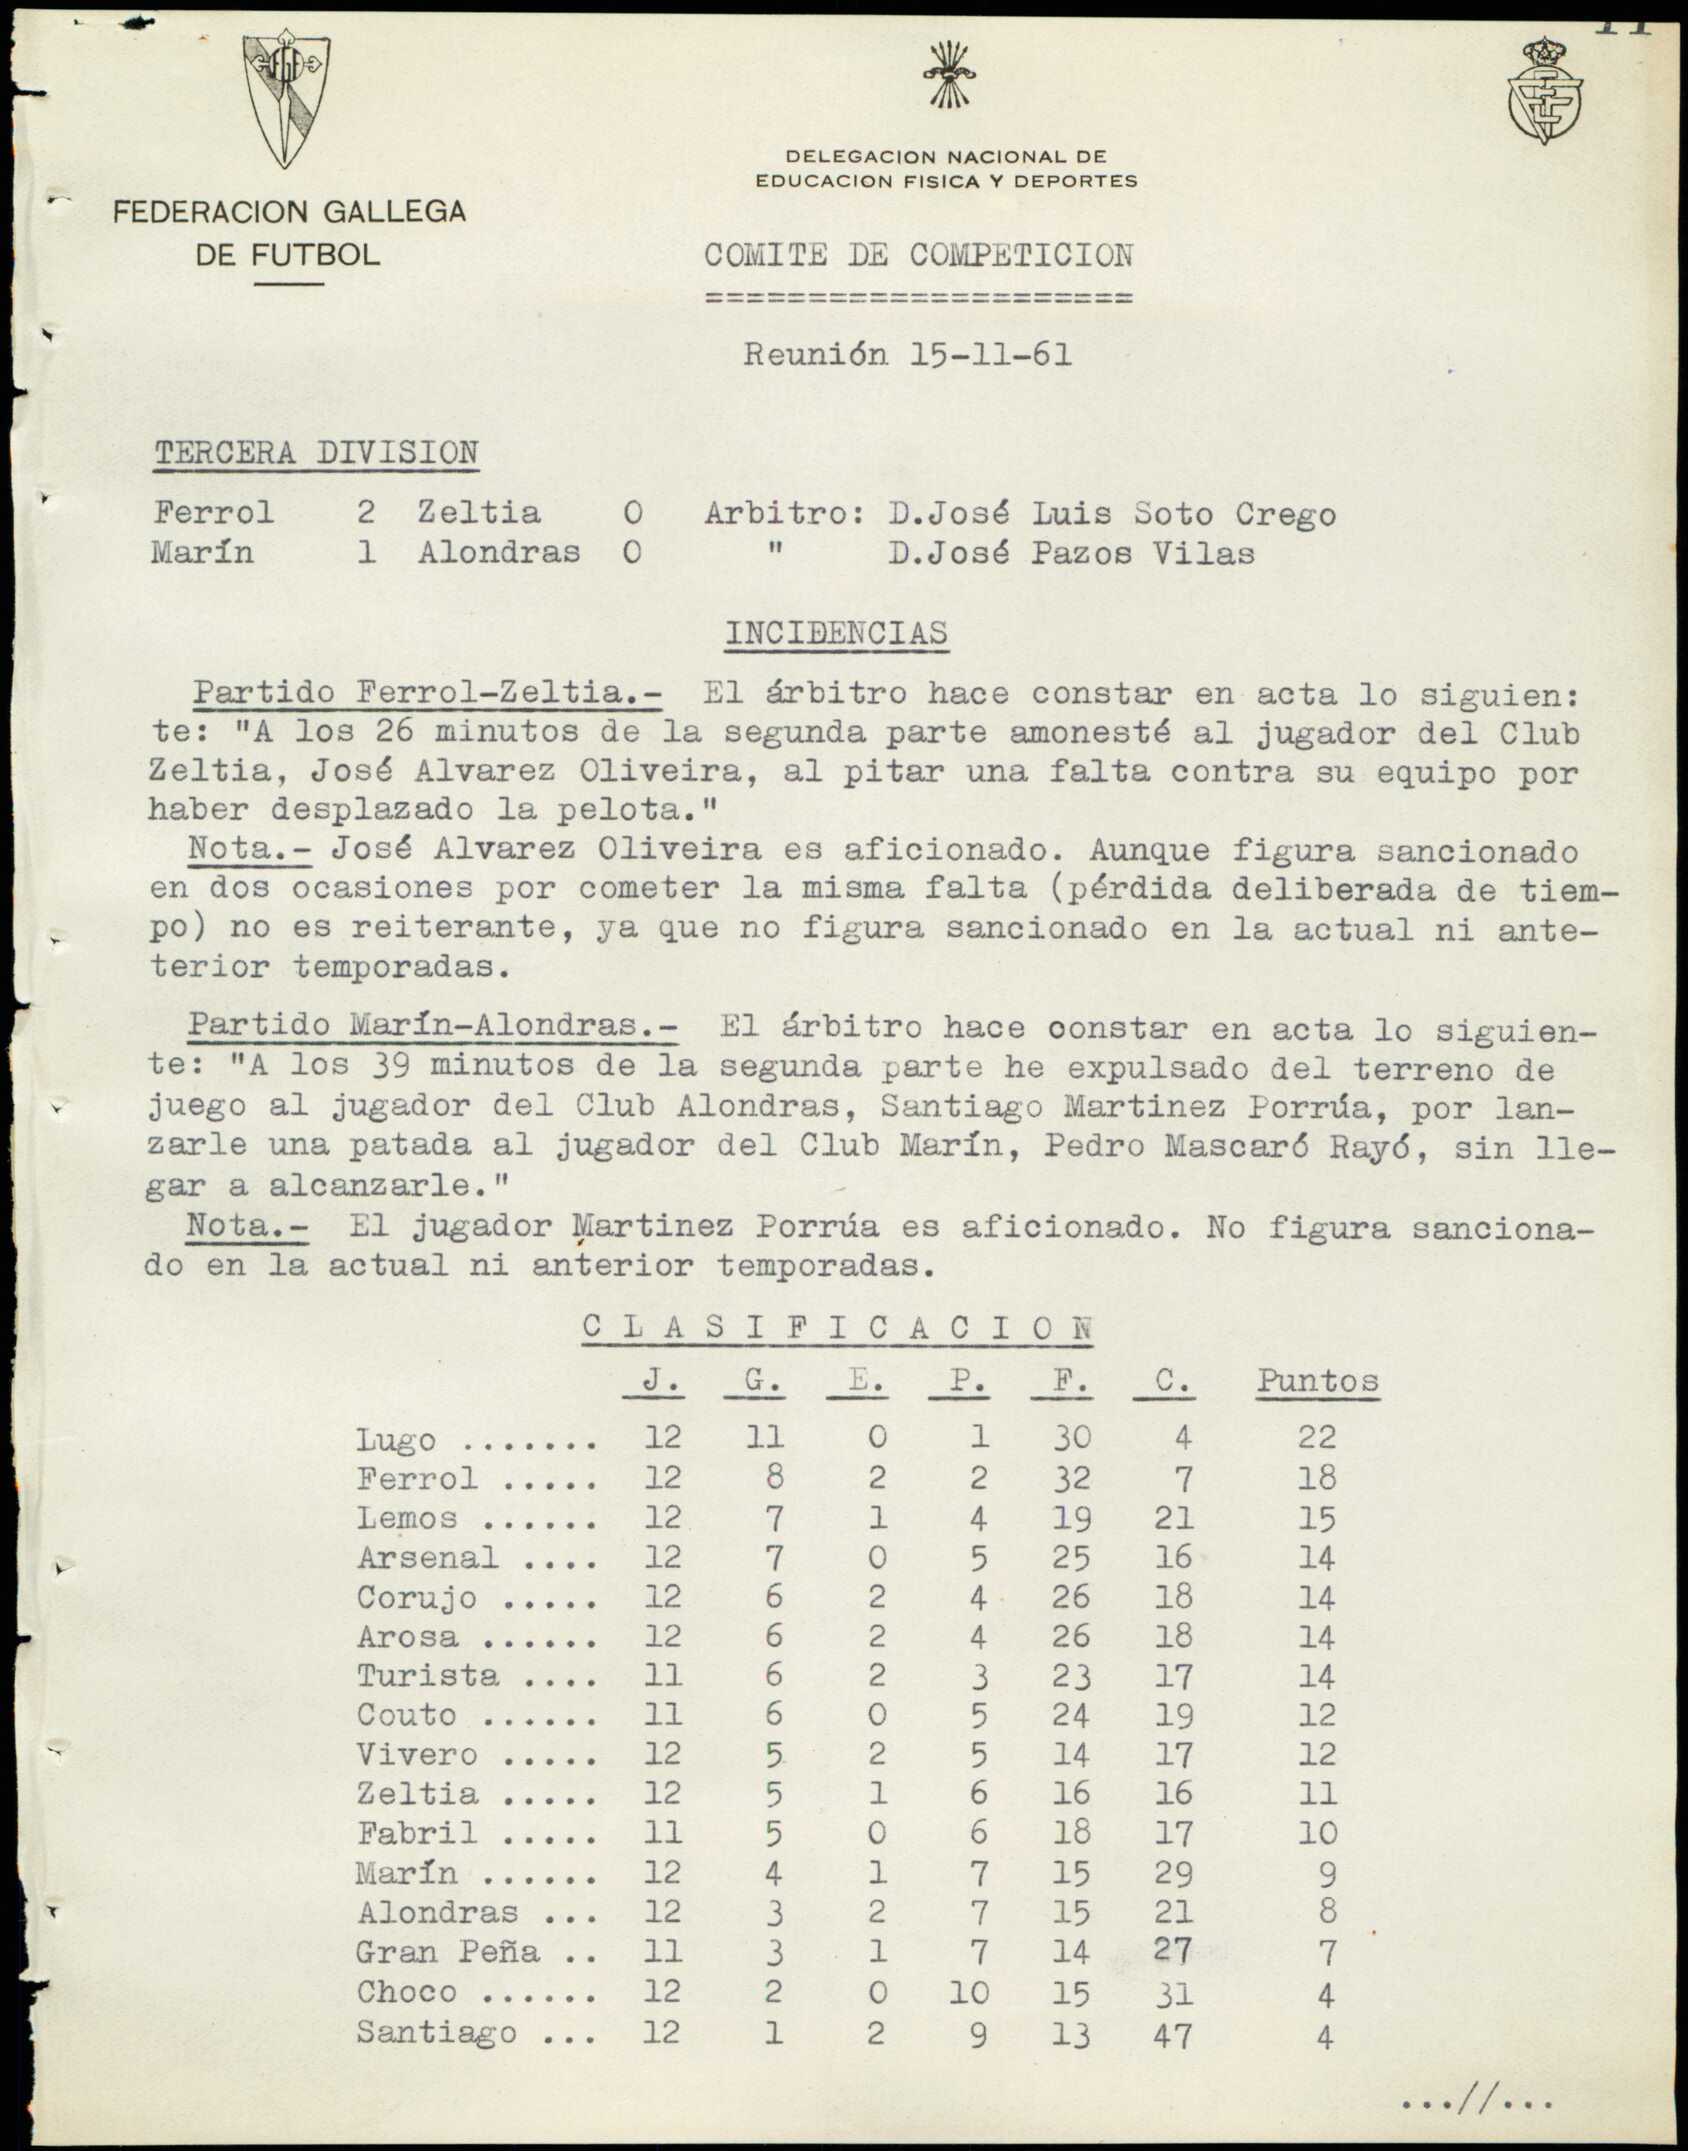 11
FGF
DELEGACION NACIONAL DE
EDUCACION FISICA Y DEPORTES
FEDERACION GALLEGA
DE FUTBOL
COMITE DE COMPETICION
=====================
Reunión 15-11-61
TERCERA DIVISION
Ferrol 2 Zeltia 0 Arbitro: D.José Luis Soto Crego
Marín 1 Alondras 0 " D.José Pazos Vilas
INCIDENCIAS
Partido Ferrol-Zeltia.- El árbitro hace constar en acta lo siguien:
te: "A los 26 minutos de la segunda parte amonesté al jugador del Club
Zeltia, José Alvarez Oliveira, al pitar una falta contra su equipo por
haber desplazado la pelota."
Nota.- José Alvarez Oliveira es aficionado. Aunque figura sancionado
en dos ocasiones por cometer la misma falta (pérdida deliberada de tiem-
po) no es reiterante, ya que no figura sancionado en la actual ni ante-
terior temporadas.
Partido Marín-Alondras.- El árbitro hace constar en acta lo siguien-
te: "A los 39 minutos de la segunda parte he expulsado del terreno de
juego al jugador del Club Alondras, Santiago Martinez Porrúa, por lan-
zarle una patada al jugador del Club Marín, Pedro Mascaró Rayó, sin lle-
gar a alcanzarle."
Nota.- El jugador Martinez Porrúa es aficionado. No figura sanciona-
do en la actual ni anterior temporadas.
C L A S I F I C A C I O N
J. G. E. P. F. C. Puntos
Lugo ....... 12 11 0 1 30 4 22
Ferrol ..... 12 8 2 2 32 7 18
Lemos ...... 12 7 1 4 19 21 15
Arsenal .... 12 7 0 5 25 16 14
Corujo ..... 12 6 2 4 26 18 14
Arosa ...... 12 6 2 4 26 18 14
Turista .... 11 6 2 3 23 17 14
Couto ...... 11 6 0 5 24 19 12
Vivero ..... 12 5 2 5 14 17 12
Zeltia ..... 12 5 1 6 16 16 11
Fabril ..... 11 5 0 6 18 17 10
Marín ...... 12 4 1 7 15 29 9
Alondras ... 12 3 2 7 15 21 8
Gran Peña .. 11 3 1 7 14 27 7
Choco ...... 12 2 0 10 15 31 4
Santiago ... 12 1 2 9 13 47 4
...//...